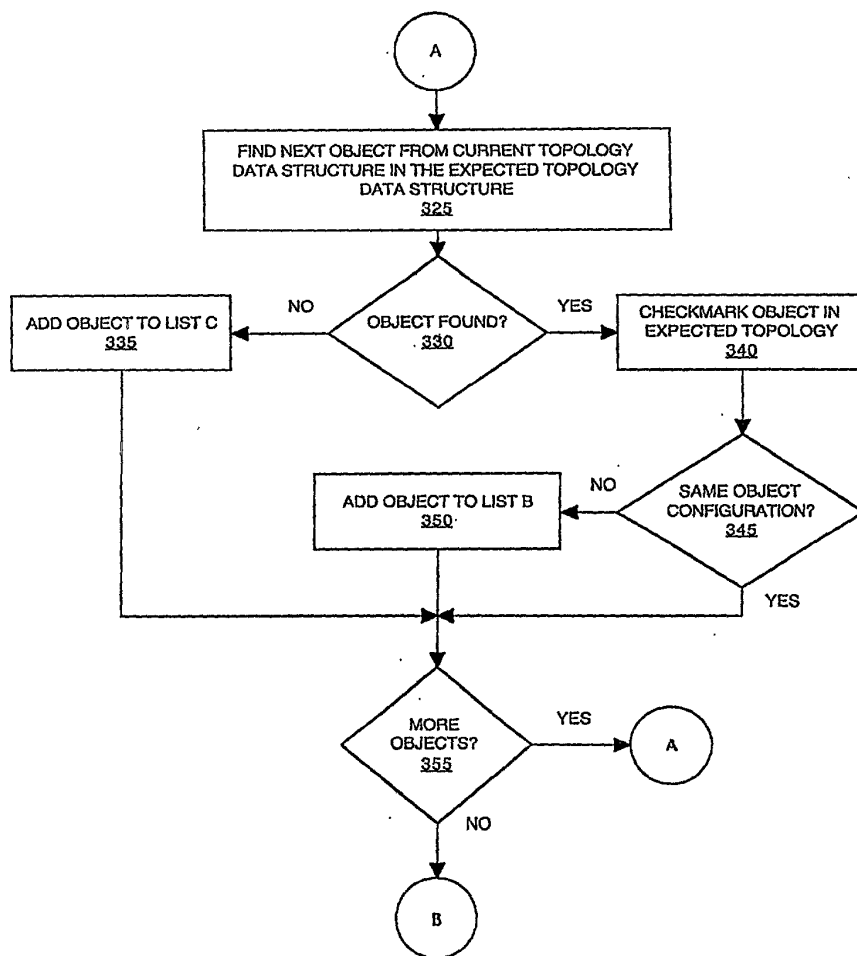 A
FIND NEXT OBJECT FROM CURRENT TOPOLOGY
DATA STRUCTURE IN THE EXPECTED TOPOLOGY
DATA STRUCTURE
325
NO
YES
ADD OBJECT TO LIST C
335
OBJECT FOUND?
330
CHECKMARK OBJECT IN
EXPECTED TOPOLOGY
340
NO
ADD OBJECT TO LIST B
350
SAME OBJECT
CONFIGURATION?
345
YES
MORE
OBJECTS?
355
YES
A
NO
B